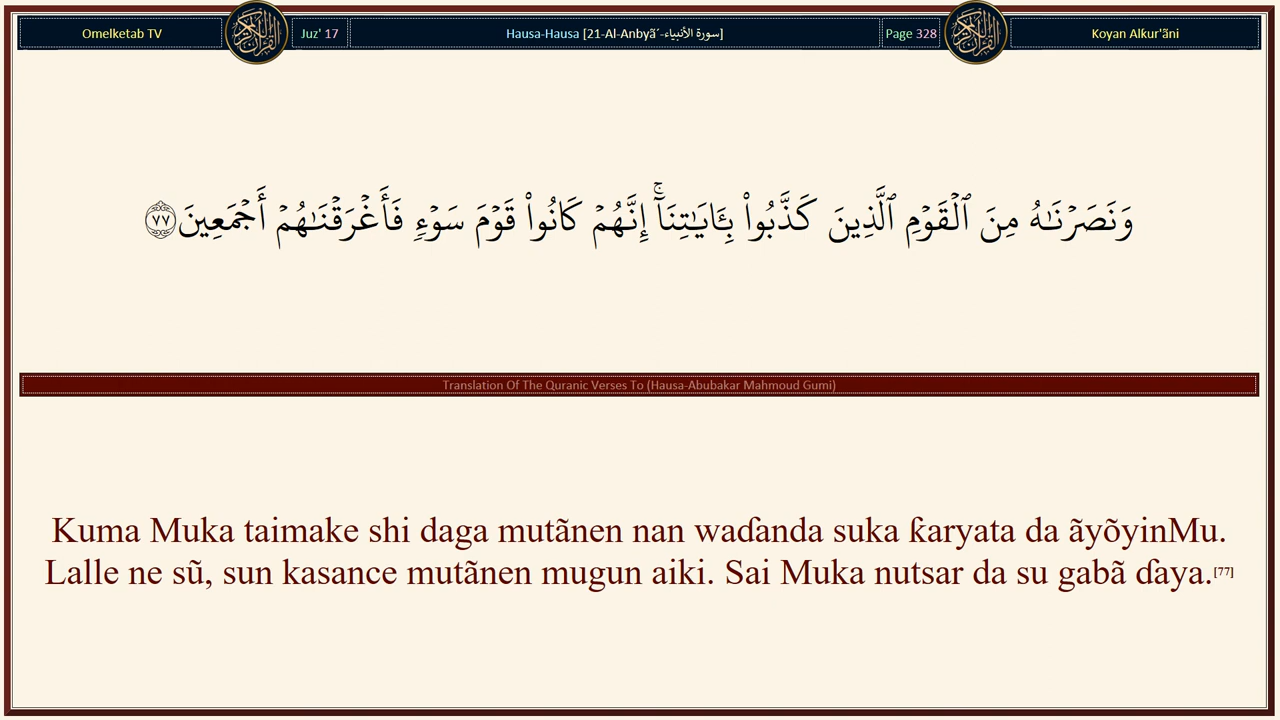 Omelketab TV
Juz' 17
Hausa-Hausa [21-Al-Anbyã´-سورة الأنبياء]
Page 328
Koyan Alƙur'ãni
وَنَصَرْنَـٰهُ مِنَ ٱلْقَوْمِ ٱلَّذِينَ كَذَّبُوا۟ بِـَٔايَـٰتِنَآ ۚ إِنَّهُمْ كَانُوا۟ قَوْمَ سَوْءٍۢ فَأَغْرَقْنَـٰهُمْ أَجْمَعِينَ ٧٧
Translation Of The Quranic Verses To (Hausa-Abubakar Mahmoud Gumi)
Kuma Muka taimake shi daga mutãnen nan waɗanda suka ƙaryata da ãyõyinMu.
Lalle ne sũ, sun kasance mutãnen mugun aiki. Sai Muka nutsar da su gabã ɗaya.[77]